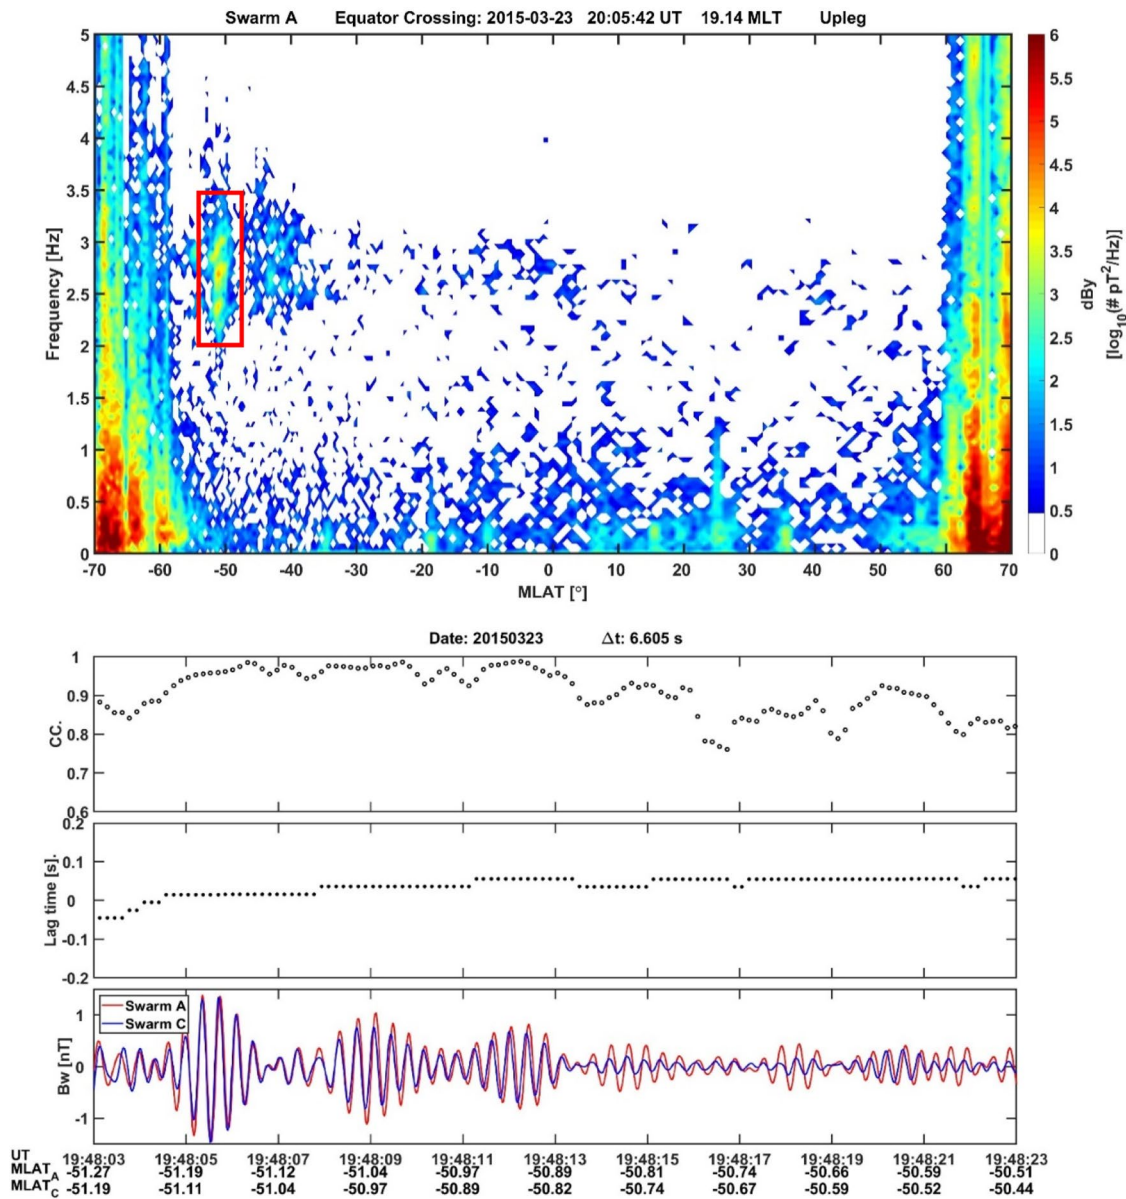 Swarm A Equator Crossing: 2015-03-23 20:05:42 UT 19.14 MLT Upleg
5
4.5
4
3.5
3
2.5
2
1.5
1
0.5
0
Frequency [Hz]
-70 -60 -50 -40 -30 -20 -10 0 10 20 30 40 50 60 70
MLAT [°]
6
5.5
5
4.5
4
3.5
3
2.5
2
1.5
1
0.5
0
dBy
[log10(# pT²/Hz)]
Date: 20150323 Δt: 6.605 s
1
0.9
0.8
0.7
0.6
CC.
0.2
0.1
0
-0.1
-0.2
Lag time [s].
1
0
-1
Bw [nT]
Swarm A
Swarm C
UT 19:48:03 19:48:05 19:48:07 19:48:09 19:48:11 19:48:13 19:48:15 19:48:17 19:48:19 19:48:21 19:48:23
MLATA -51.27 -51.19 -51.12 -51.04 -50.97 -50.89 -50.81 -50.74 -50.66 -50.59 -50.51
MLATC -51.19 -51.11 -51.04 -50.97 -50.89 -50.82 -50.74 -50.67 -50.59 -50.52 -50.44